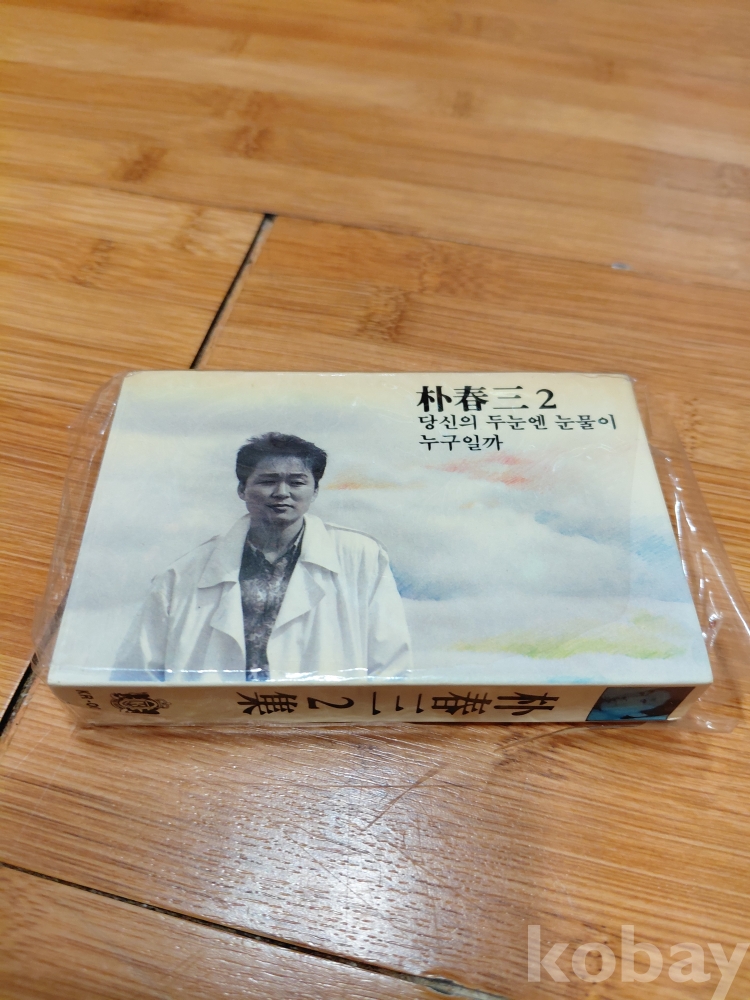 朴春三 2
당신의 두눈엔 눈물이
누구일까
朴春三 2集
kobay